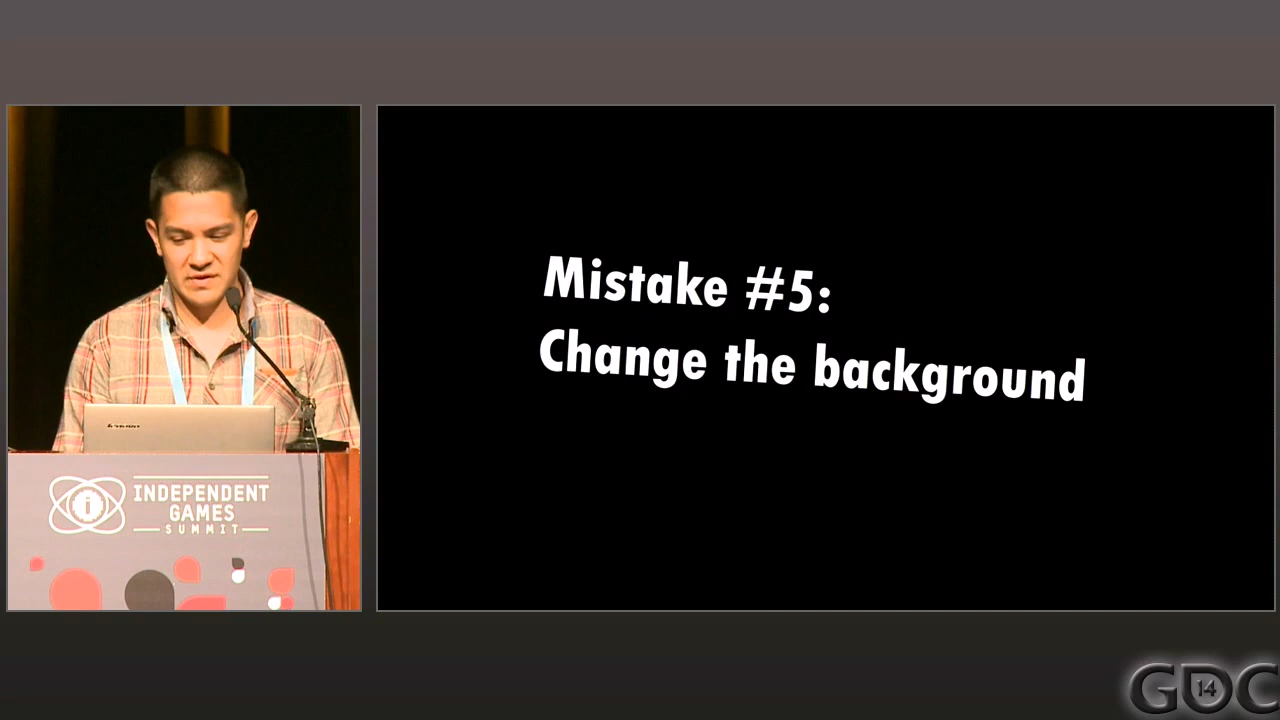 Mistake #5:
Change the background
INDEPENDENT
GAMES
SUMMIT
GDC
14